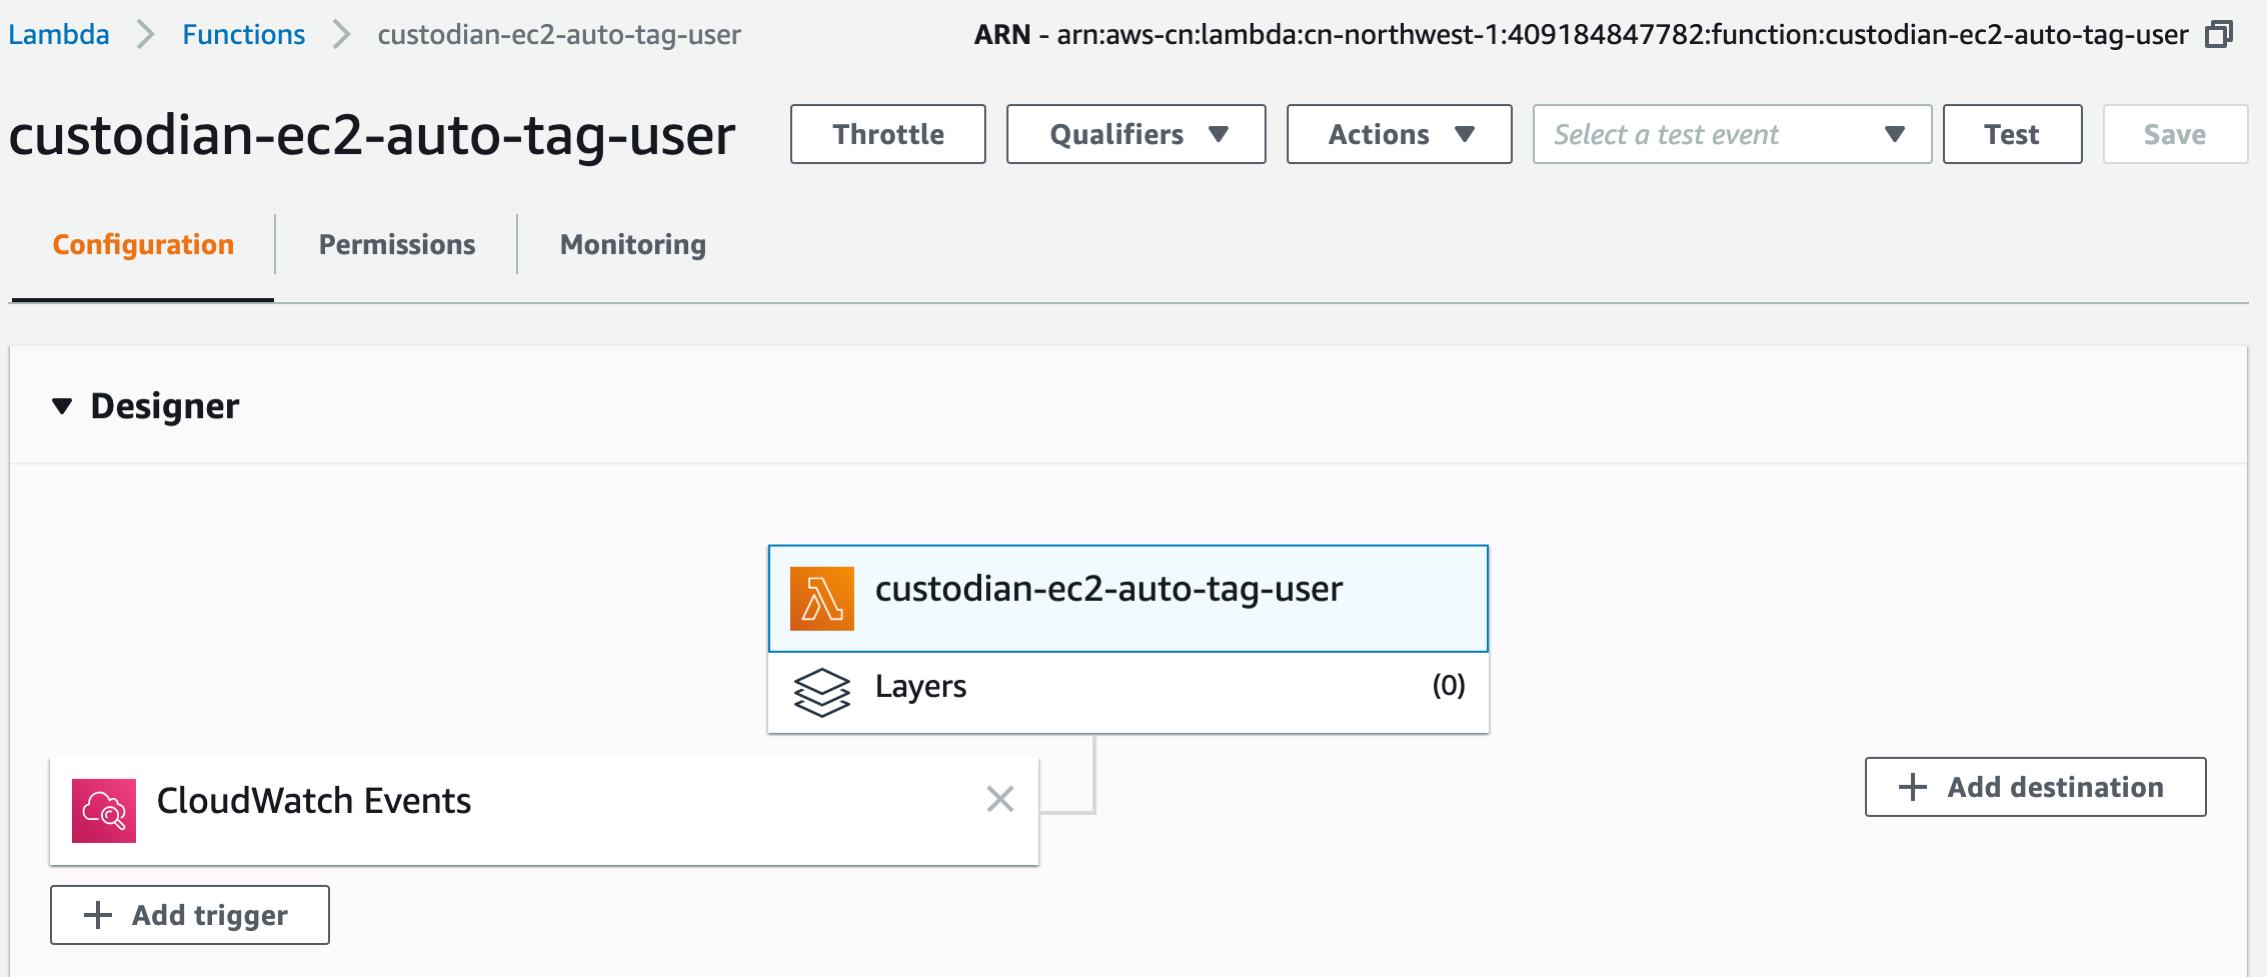 Lambda Functions custodian-ec2-auto-tag-user ARN - arn:aws-cn:lambda:cn-northwest-1:409184847782:function:custodian-ec2-auto-tag-user
custodian-ec2-auto-tag-user Throttle Qualifiers Actions Select a test event Test Save
Configuration Permissions Monitoring
Designer
custodian-ec2-auto-tag-user
Layers (0)
CloudWatch Events
Add destination
Add trigger